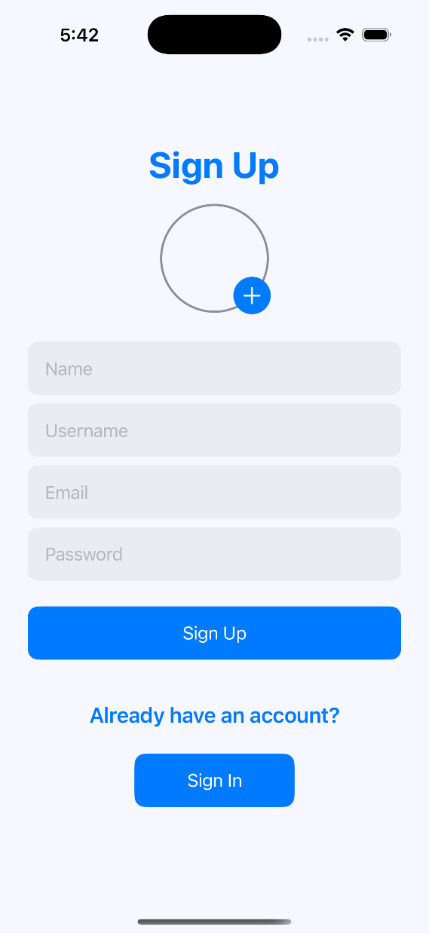 5:42
Sign Up
Name
Username
Email
Password
Sign Up
Already have an account?
Sign In